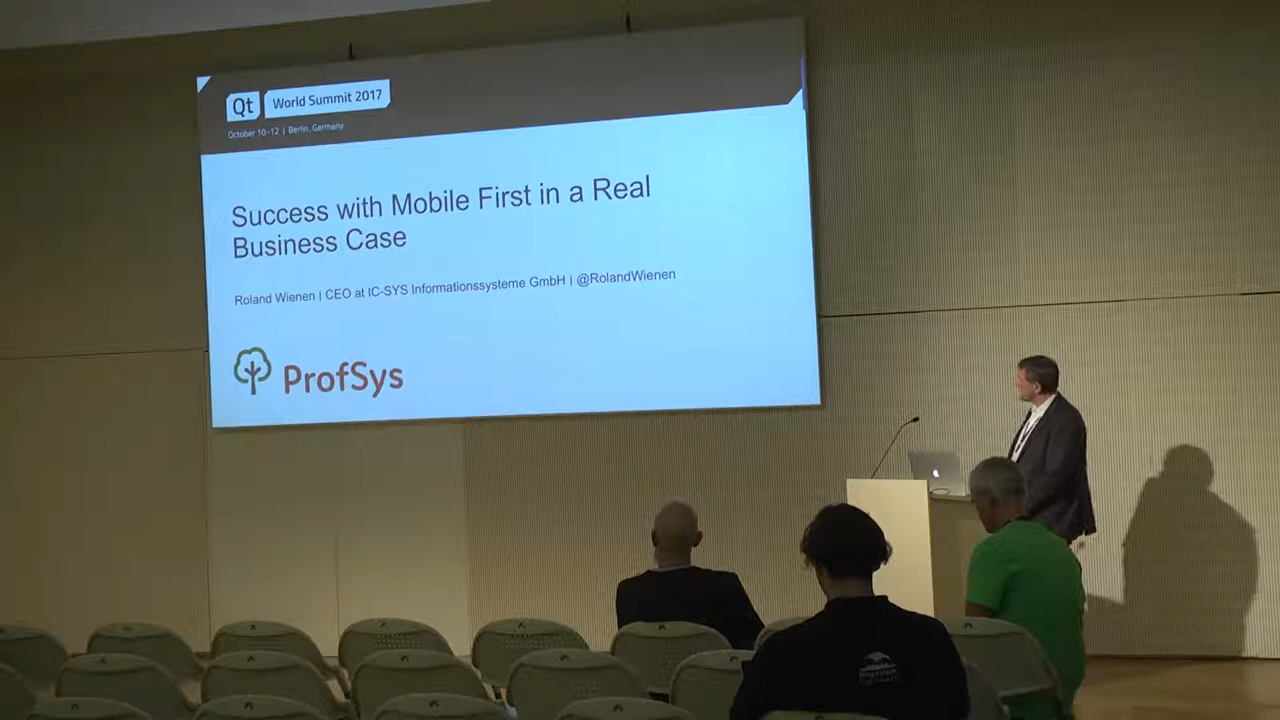 Qt World Summit 2017
October 10-12 | Berlin, Germany
Success with Mobile First in a Real
Business Case
Roland Wienen | CEO at IC-SYS Informationssysteme GmbH | @RolandWienen
ProfSys